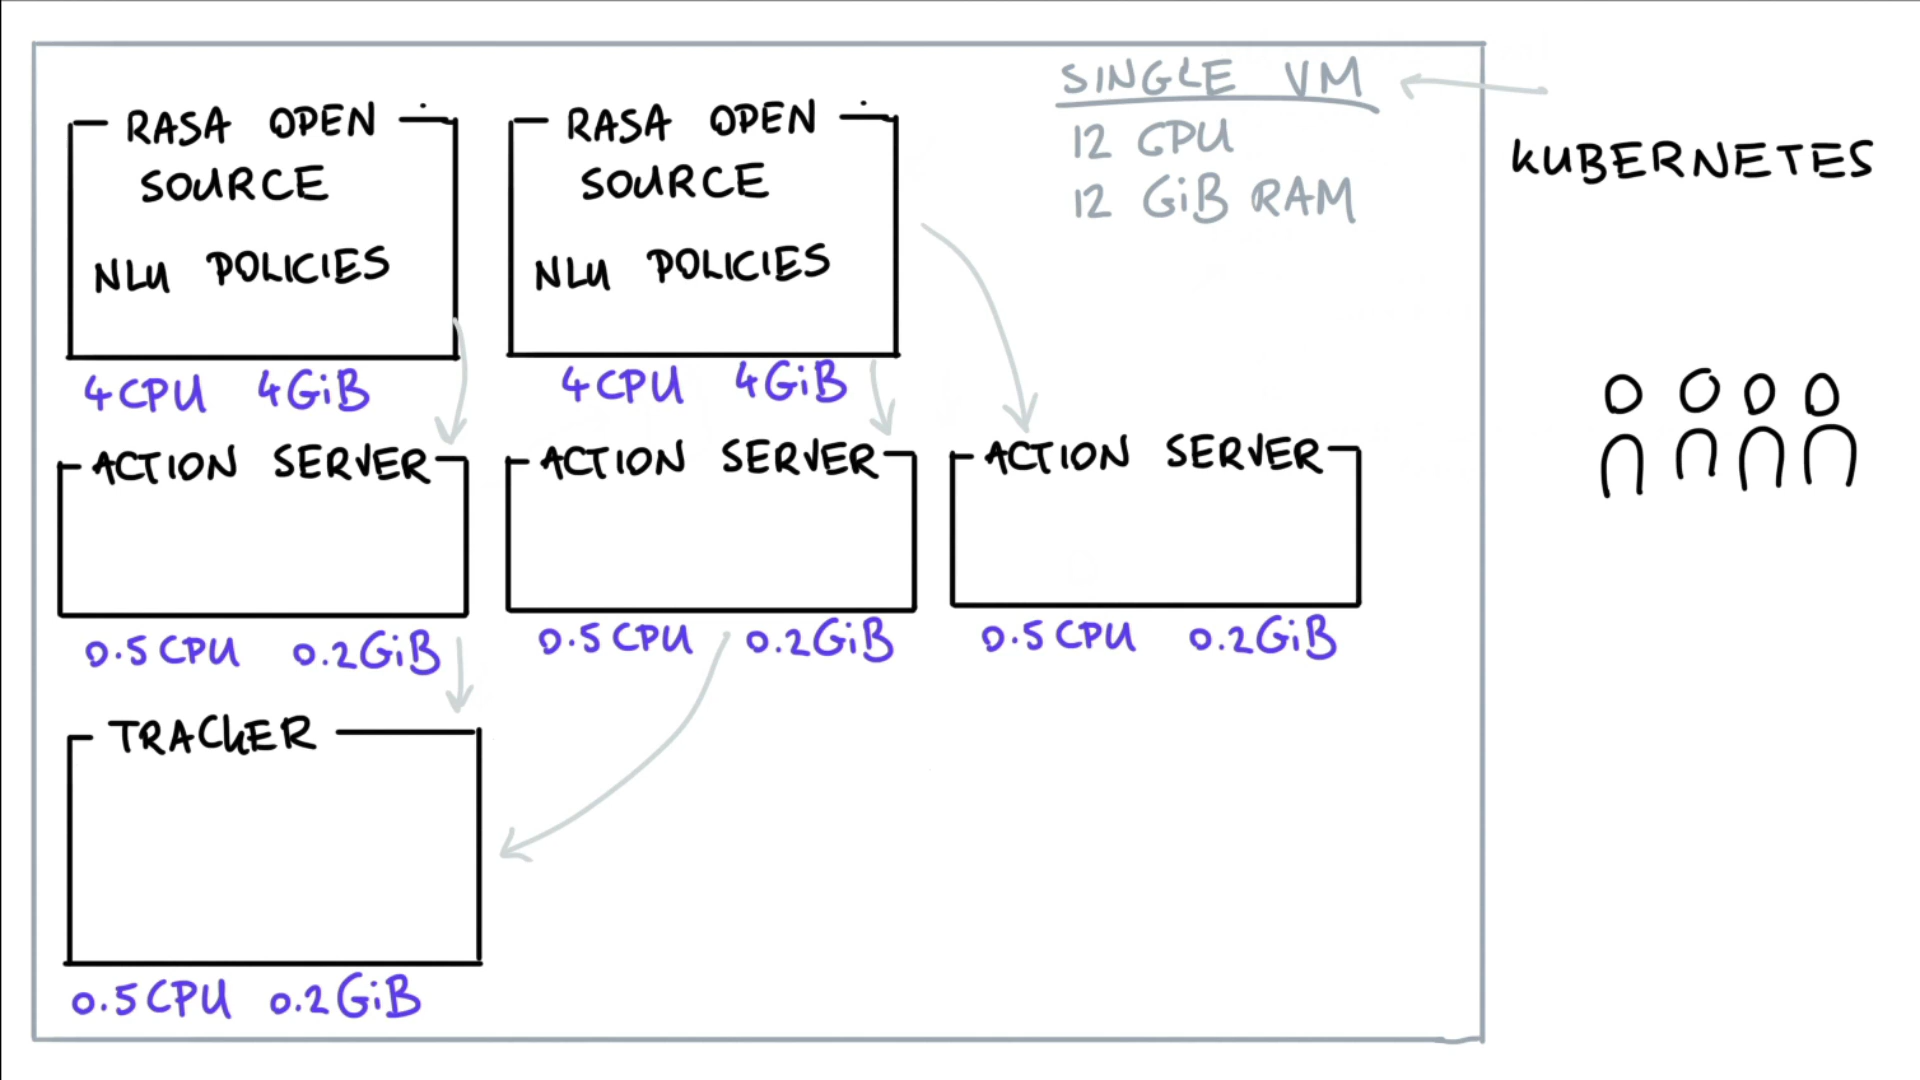 SINGLE VM
12 CPU
12 GiB RAM
KUBERNETES
RASA OPEN
SOURCE
NLU POLICIES
4CPU 4GiB
RASA OPEN
SOURCE
NLU POLICIES
4CPU 4GiB
ACTION SERVER
0.5 CPU 0.2GiB
ACTION SERVER
0.5 CPU 0.2GiB
ACTION SERVER
0.5 CPU 0.2GiB
TRACKER
0.5 CPU 0.2GiB